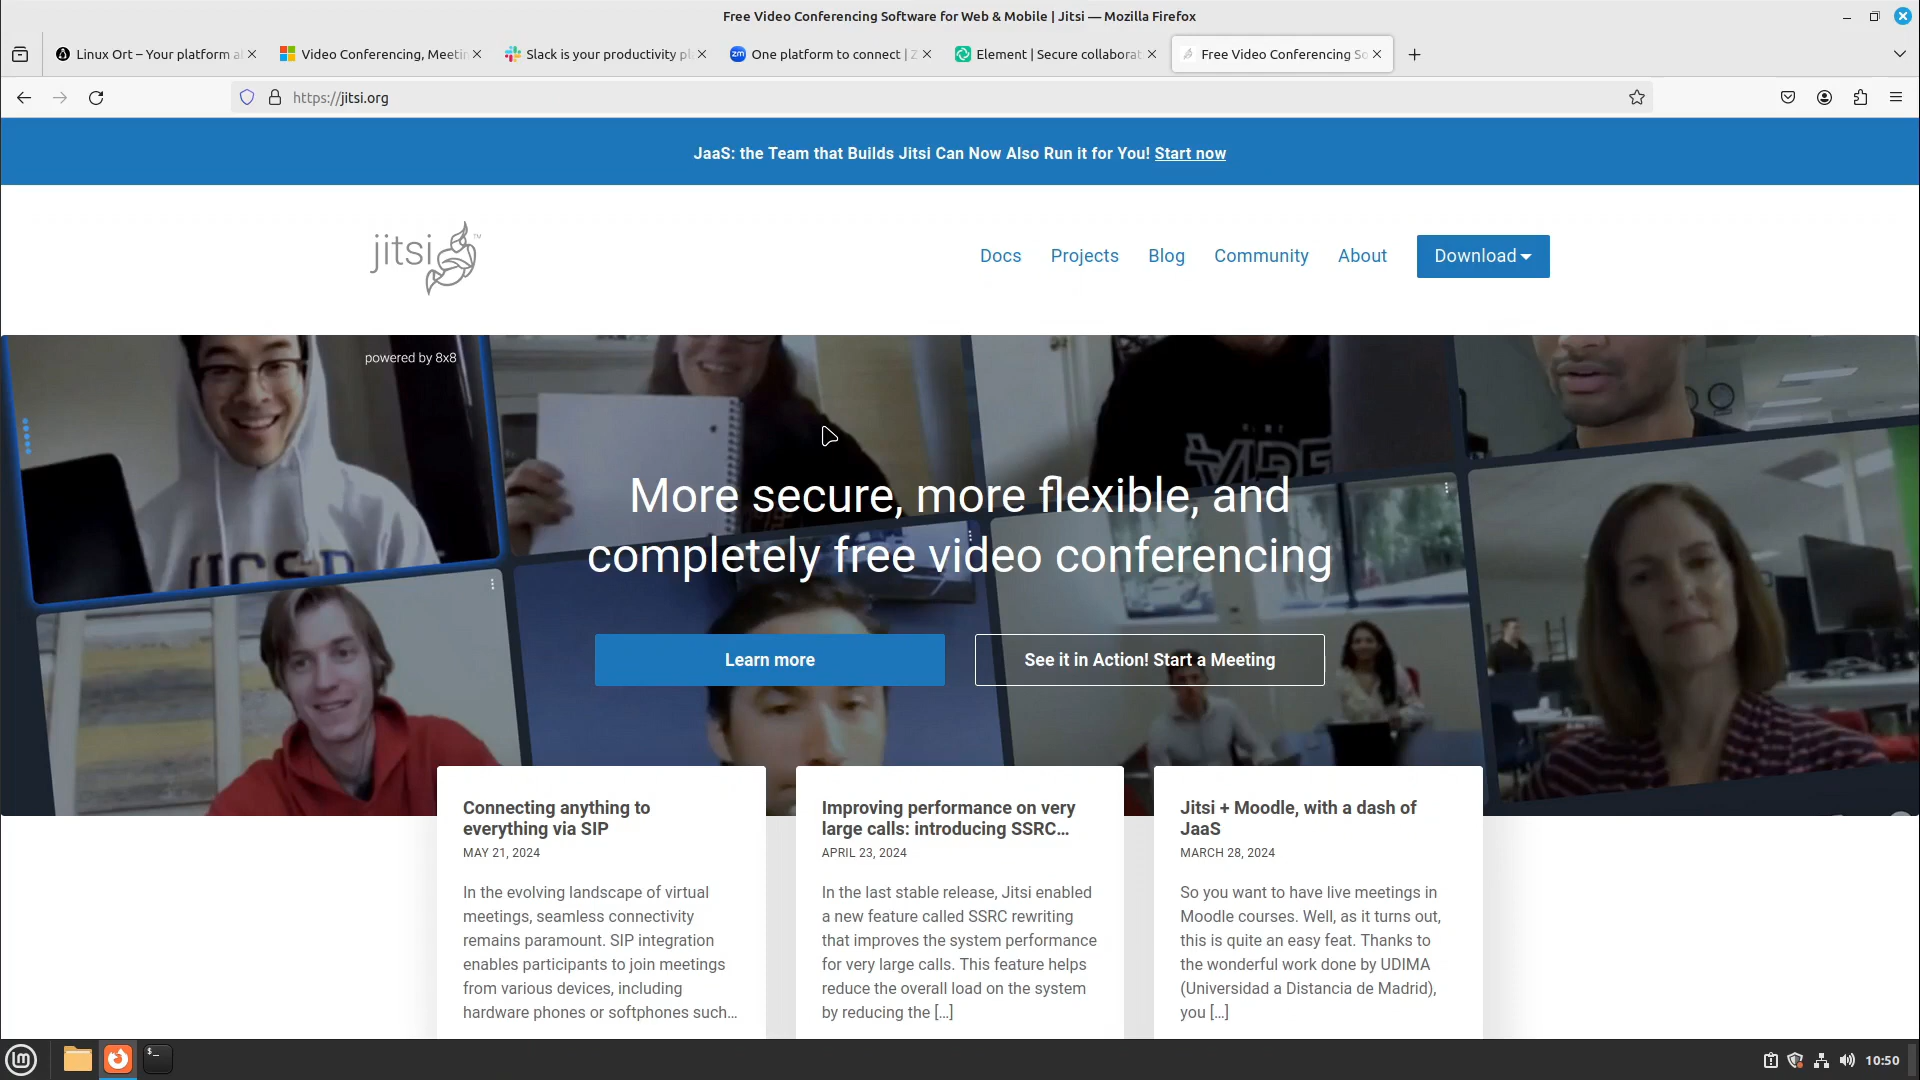 Free Video Conferencing Software for Web & Mobile | Jitsi — Mozilla Firefox
Linux Ort – Your platform a
Video Conferencing, Meetin
Slack is your productivity pl
One platform to connect | Z
Element | Secure collaborat
Free Video Conferencing So
https://jitsi.org
JaaS: the Team that Builds Jitsi Can Now Also Run it for You! Start now
jitsi
Docs
Projects
Blog
Community
About
Download
powered by 8x8
UCSD
More secure, more flexible, and
completely free video conferencing
Learn more
See it in Action! Start a Meeting
Connecting anything to
everything via SIP
MAY 21, 2024
In the evolving landscape of virtual
meetings, seamless connectivity
remains paramount. SIP integration
enables participants to join meetings
from various devices, including
hardware phones or softphones such...
Improving performance on very
large calls: introducing SSRC...
APRIL 23, 2024
In the last stable release, Jitsi enabled
a new feature called SSRC rewriting
that improves the system performance
for very large calls. This feature helps
reduce the overall load on the system
by reducing the [...]
Jitsi + Moodle, with a dash of
JaaS
MARCH 28, 2024
So you want to have live meetings in
Moodle courses. Well, as it turns out,
this is quite an easy feat. Thanks to
the wonderful work done by UDIMA
(Universidad a Distancia de Madrid),
you [...]
10:50